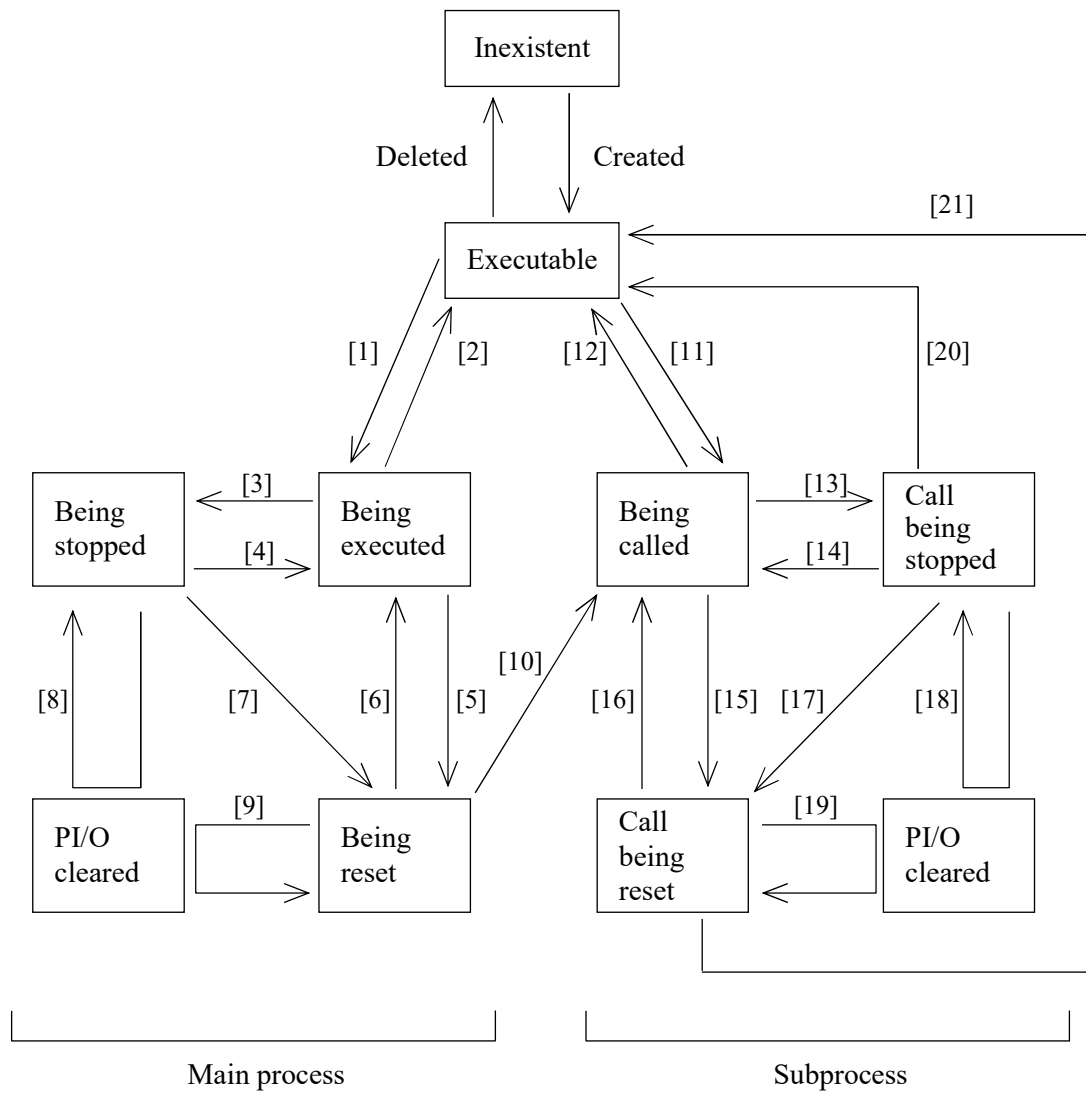 Inexistent
Deleted
Created
[21]
Executable
[1]
[2]
[12]
[11]
[20]
Being
stopped
[3]
[4]
Being
executed
Being
called
[13]
[14]
Call
being
stopped
[8]
[7]
[6]
[5]
[10]
[16]
[15]
[17]
[18]
PI/O
cleared
[9]
Being
reset
Call
being
reset
[19]
PI/O
cleared
Main process
Subprocess